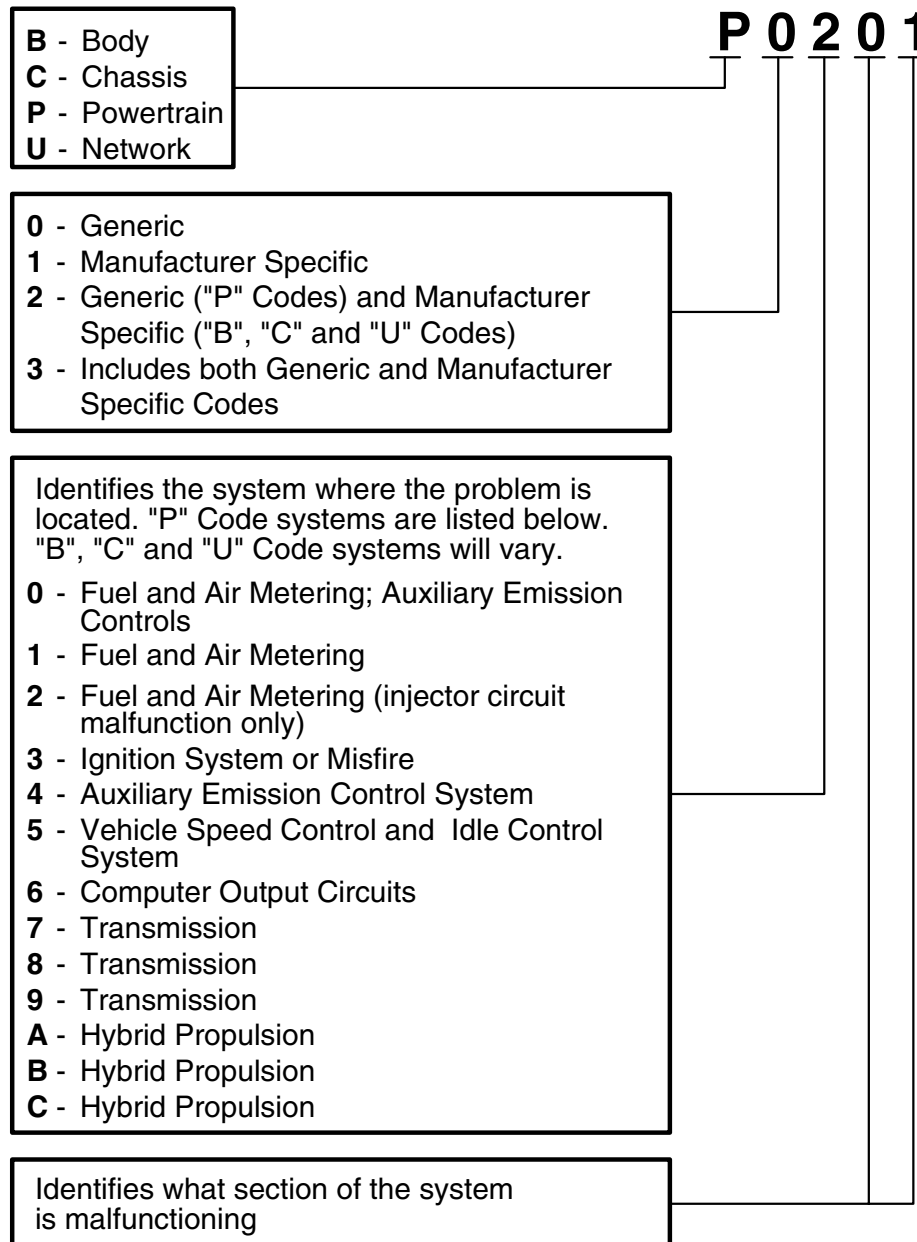 P 0 2 0 1
B - Body
C - Chassis
P - Powertrain
U - Network
0 - Generic
1 - Manufacturer Specific
2 - Generic ("P" Codes) and Manufacturer
Specific ("B", "C" and "U" Codes)
3 - Includes both Generic and Manufacturer
Specific Codes
Identifies the system where the problem is
located. "P" Code systems are listed below.
"B", "C" and "U" Code systems will vary.
0 - Fuel and Air Metering; Auxiliary Emission
Controls
1 - Fuel and Air Metering
2 - Fuel and Air Metering (injector circuit
malfunction only)
3 - Ignition System or Misfire
4 - Auxiliary Emission Control System
5 - Vehicle Speed Control and Idle Control
System
6 - Computer Output Circuits
7 - Transmission
8 - Transmission
9 - Transmission
A - Hybrid Propulsion
B - Hybrid Propulsion
C - Hybrid Propulsion
Identifies what section of the system
is malfunctioning